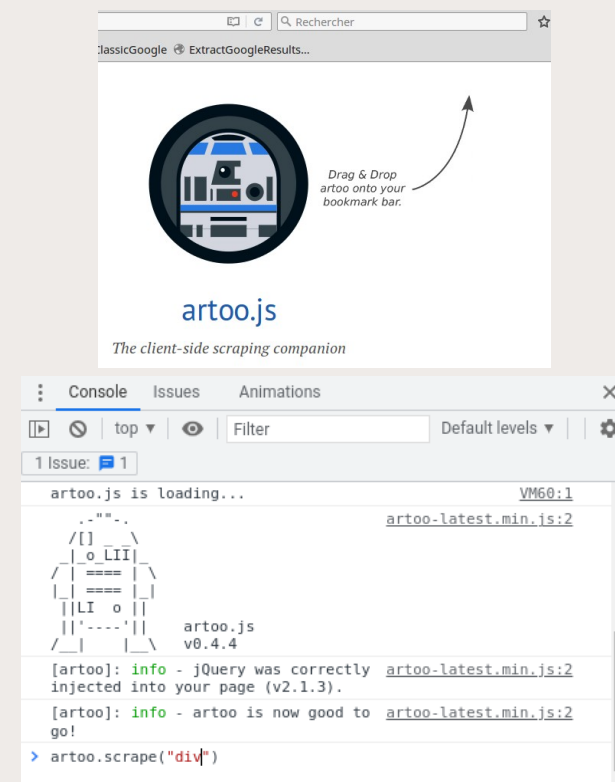 Rechercher
ClassicGoogle ExtractGoogleResults...
Drag & Drop
artoo onto your
bookmark bar.
artoo.js
The client-side scraping companion
Console Issues Animations
top ▼ Filter Default levels ▼
1 Issue: 1
artoo.js is loading... VM60:1
artoo-latest.min.js:2
   .-""-.
  /[] _ _\
 _|_o_LII|_
/ | ==== | \
|_| ==== |_|
 ||LI  o ||
 ||'----'||    artoo.js
/__|    |__\   v0.4.4
[artoo]: info - jQuery was correctly artoo-latest.min.js:2
injected into your page (v2.1.3).
[artoo]: info - artoo is now good to artoo-latest.min.js:2
go!
> artoo.scrape("div")